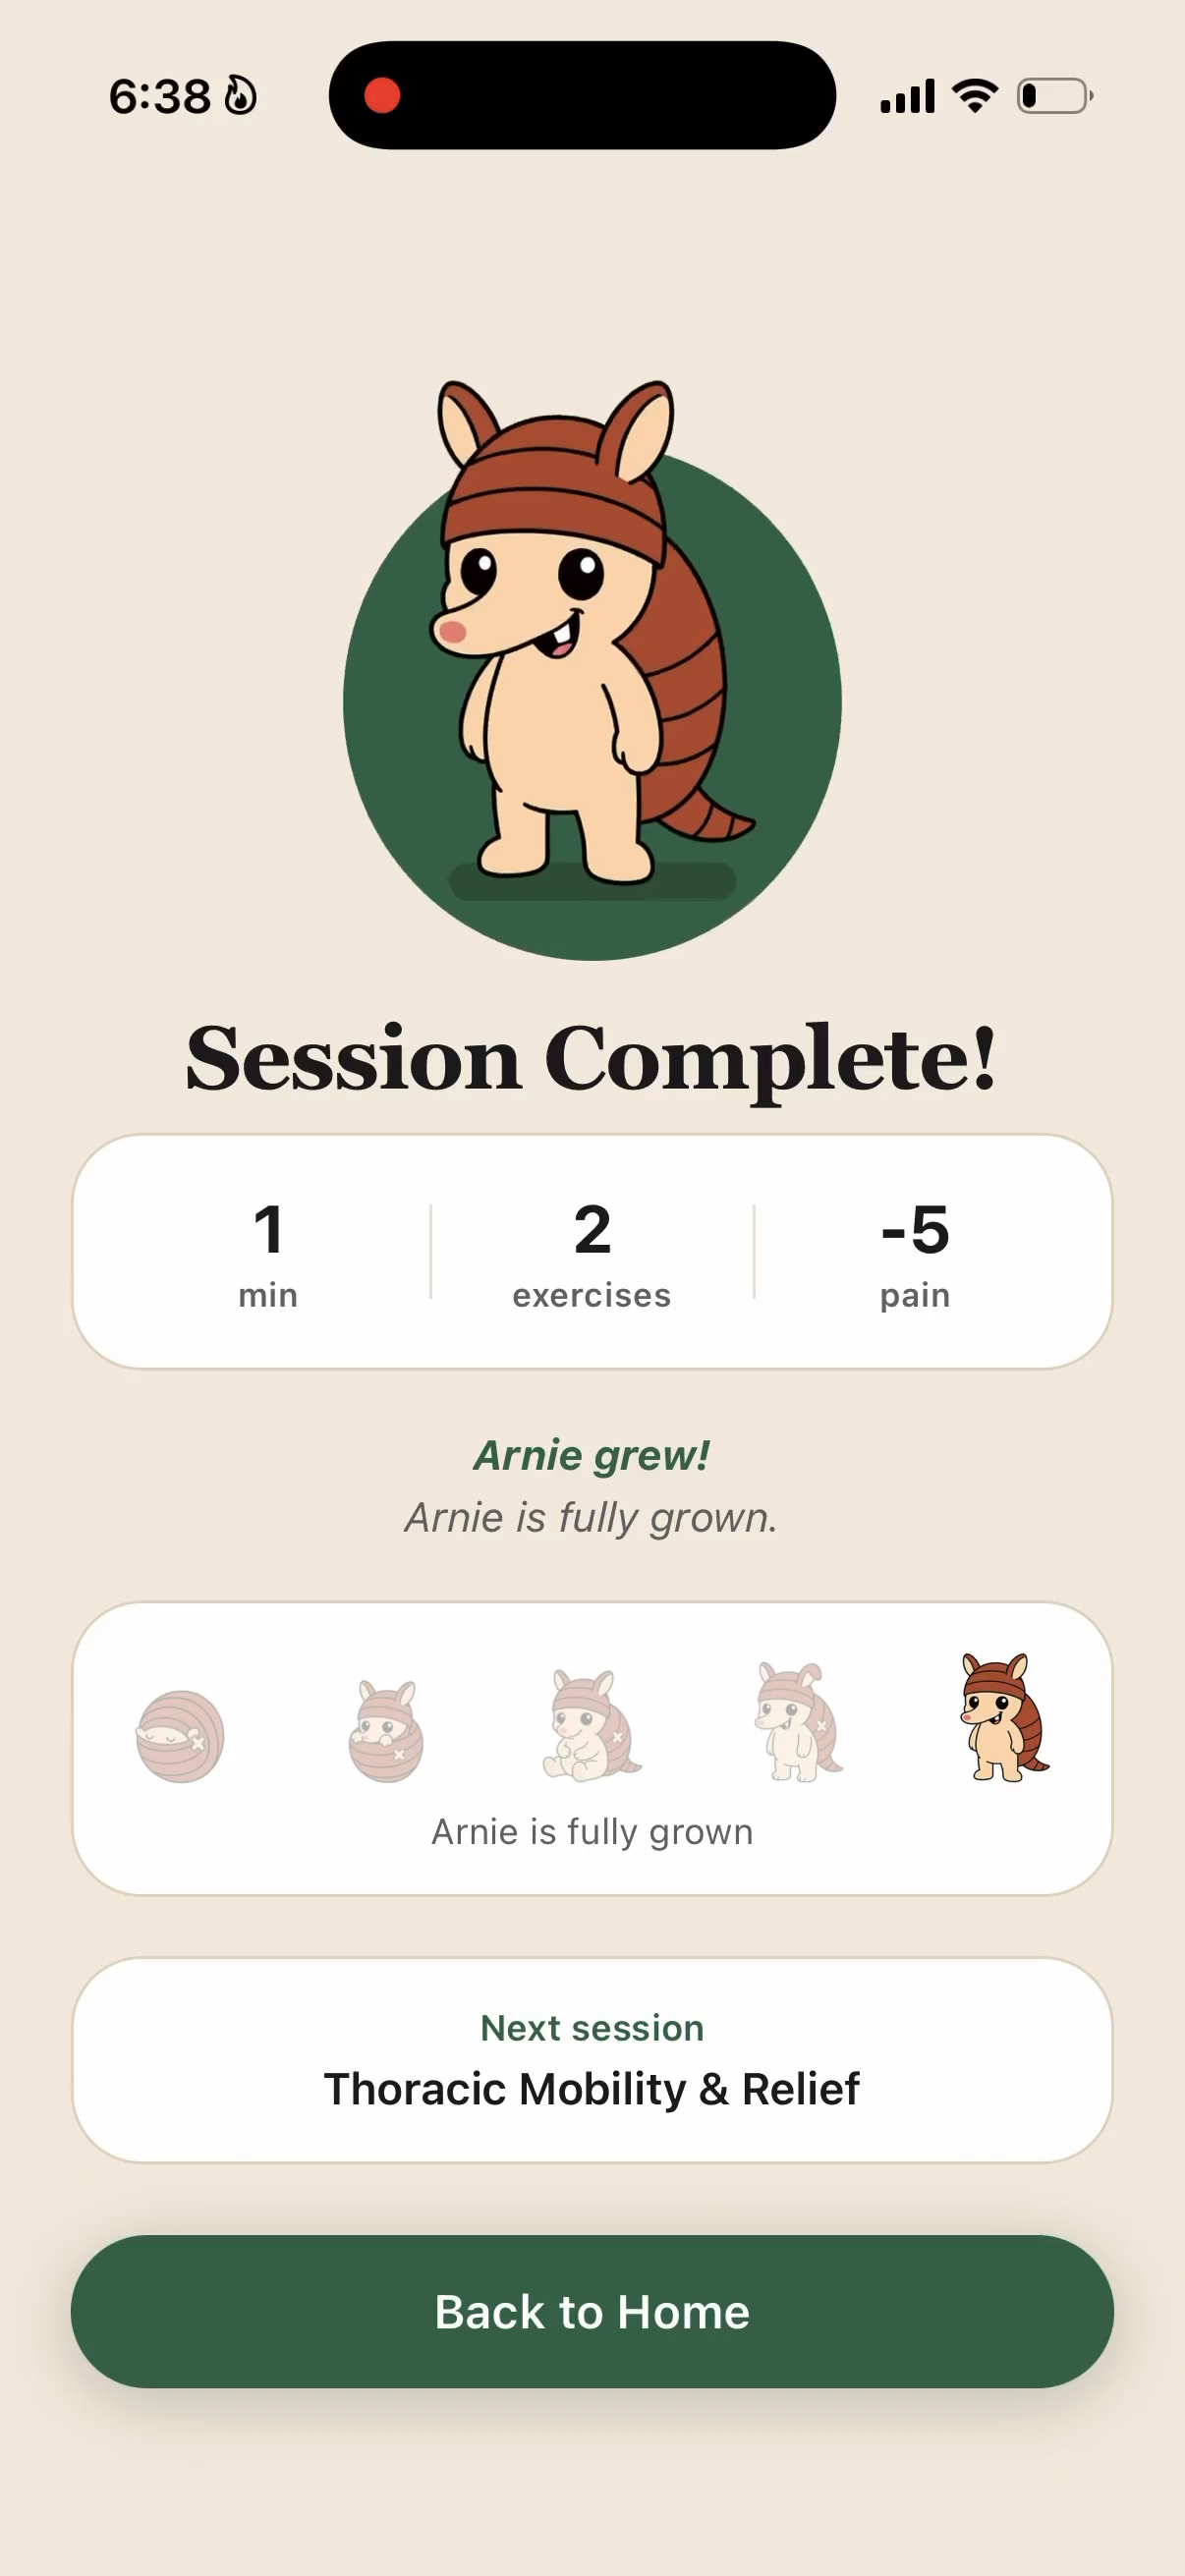 6:38
Session Complete!
1
min
2
exercises
-5
pain
Arnie grew!
Arnie is fully grown.
Arnie is fully grown
Next session
Thoracic Mobility & Relief
Back to Home